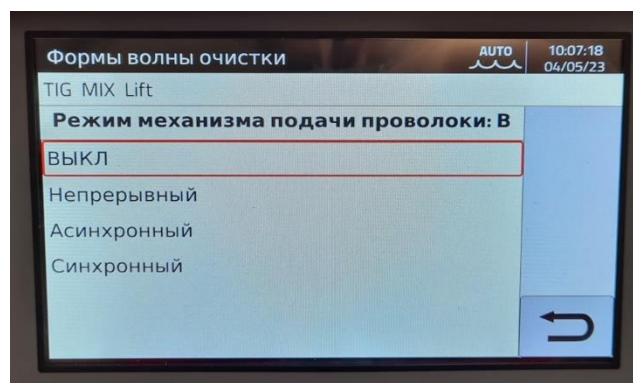 Формы волны очистки
AUTO
10:07:18
04/05/23
TIG MIX Lift
Режим механизма подачи проволоки: В
ВЫКЛ
Непрерывный
Асинхронный
Синхронный